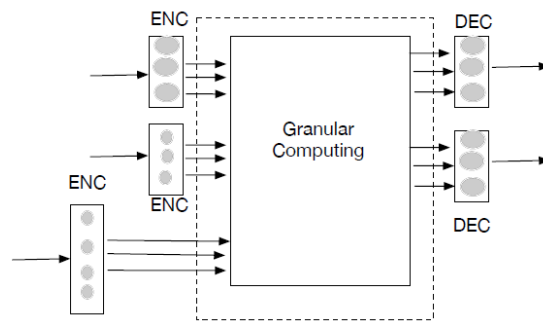 ENC
DEC
Granular
Computing
ENC
ENC
DEC